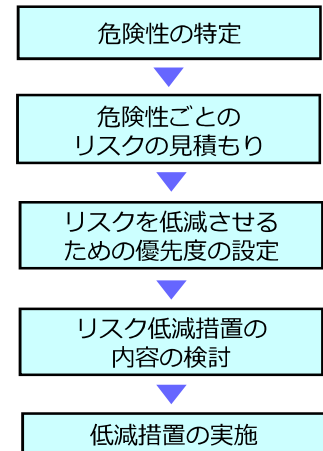 危険性の特定
危険性ごとの
リスクの見積もり
リスクを低減させる
ための優先度の設定
リスク低減措置の
内容の検討
低減措置の実施